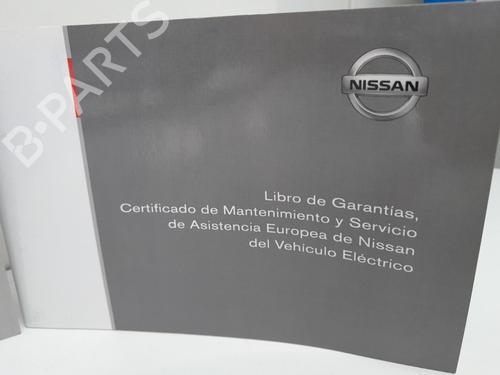 B-PARTS
NISSAN
Libro de Garantías,
Certificado de Mantenimiento y Servicio
de Asistencia Europea de Nissan
del Vehículo Eléctrico